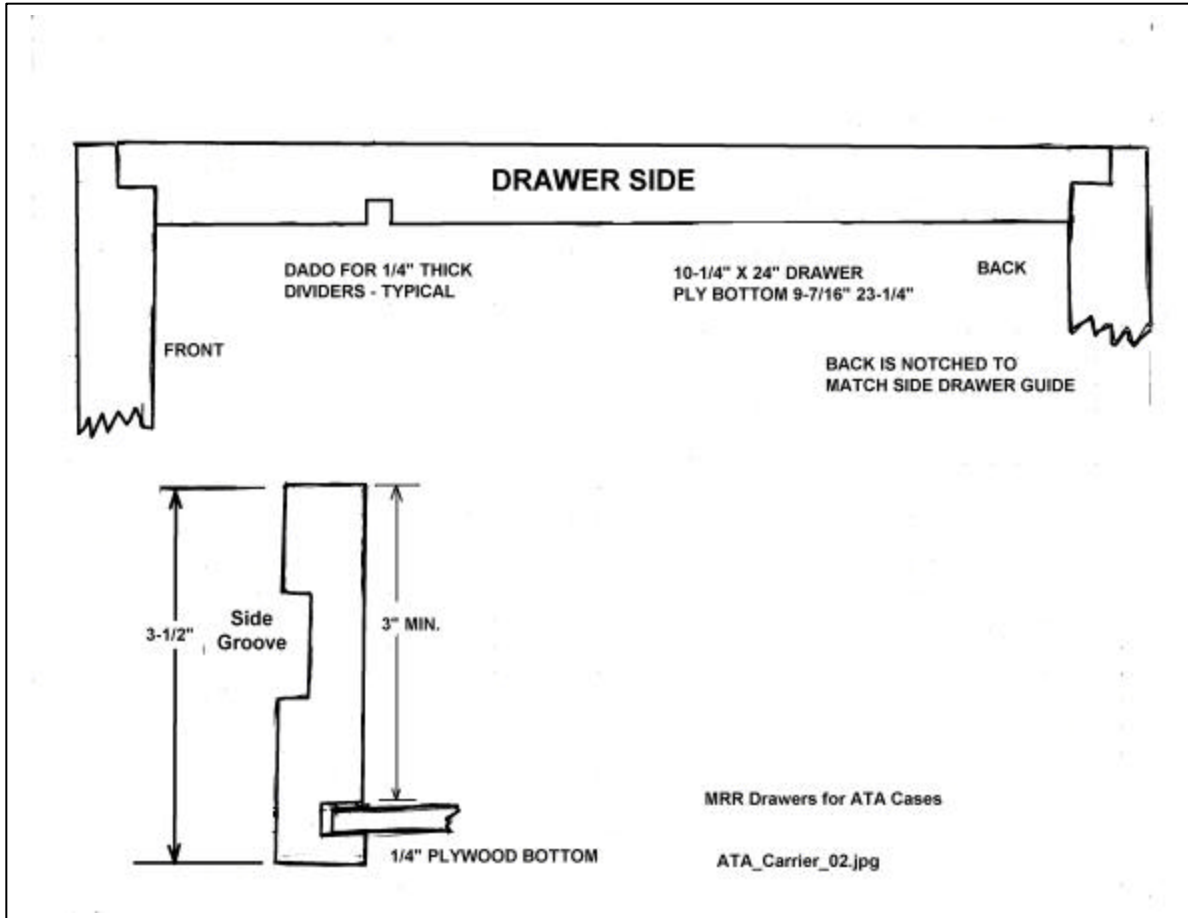 DRAWER SIDE
DADO FOR 1/4" THICK
DIVIDERS - TYPICAL
10-1/4" X 24" DRAWER
PLY BOTTOM 9-7/16" 23-1/4"
BACK
FRONT
BACK IS NOTCHED TO
MATCH SIDE DRAWER GUIDE
3-1/2"
Side
Groove
3" MIN.
1/4" PLYWOOD BOTTOM
MRR Drawers for ATA Cases
ATA_Carrier_02.jpg